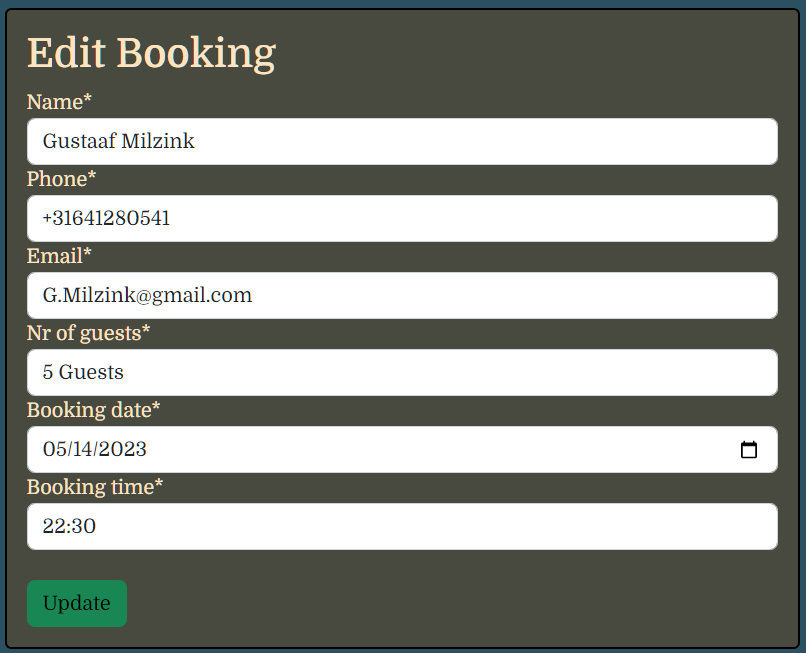 Edit Booking
Name*
Gustaaf Milzink
Phone*
+31641280541
Email*
G.Milzink@gmail.com
Nr of guests*
5 Guests
Booking date*
05/14/2023
Booking time*
22:30
Update